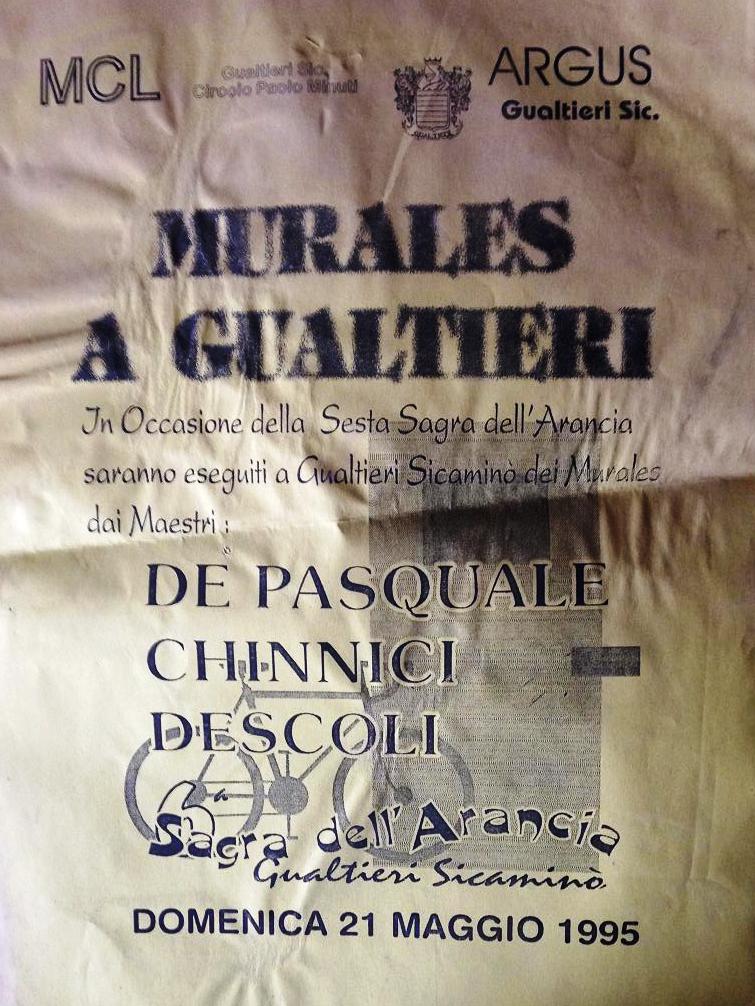 MCL
Gualtieri Sic.
Circolo Paolo Minuti
GUALTIERI
ARGUS
Gualtieri Sic.
MURALES
A GUALTIERI
In Occasione della Sesta Sagra dell'Arancia
saranno eseguiti a Gualtieri Sicaminò dei Murales
dai Maestri :
DE PASQUALE
CHINNICI
DESCOLI
6ª
Sagra dell'Arancia
Gualtieri Sicaminò
DOMENICA 21 MAGGIO 1995